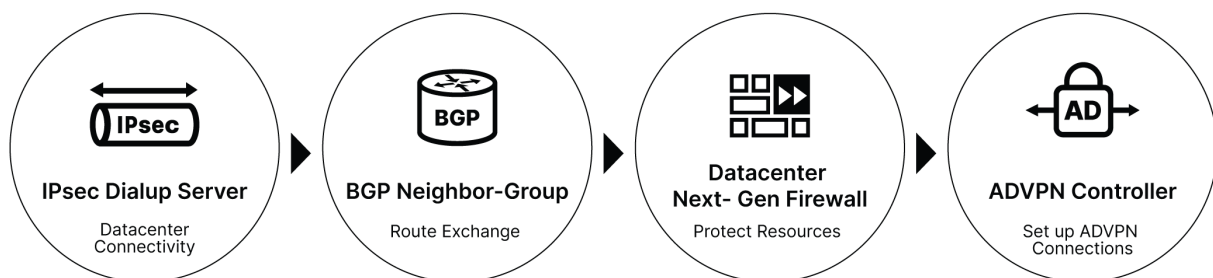 IPsec
IPsec Dialup Server
Datacenter
Connectivity
BGP
BGP Neighbor-Group
Route Exchange
Datacenter
Next- Gen Firewall
Protect Resources
AD
ADVPN Controller
Set up ADVPN
Connections